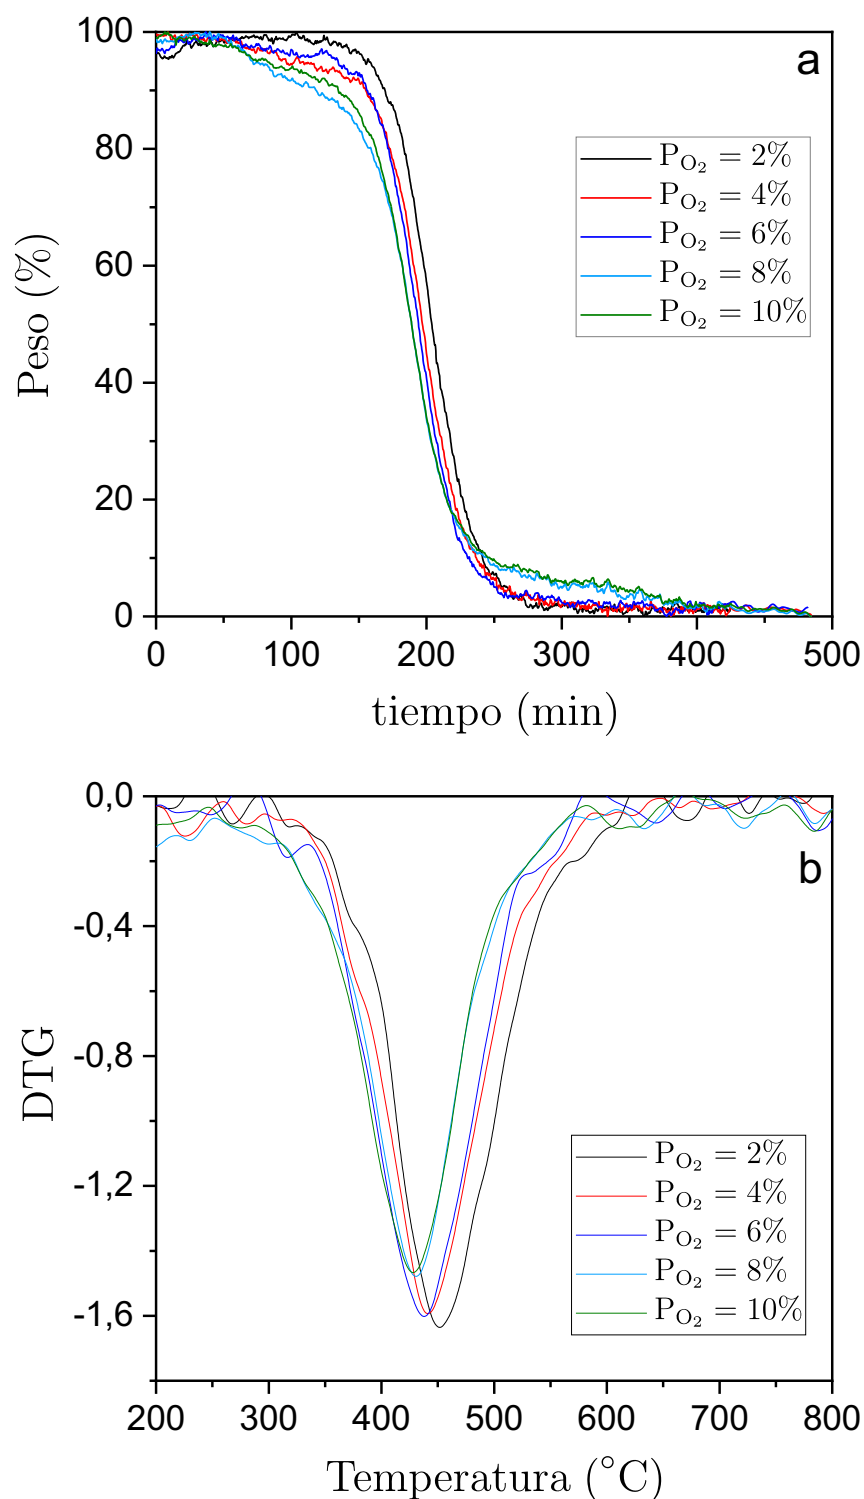 100
80
60
40
20
0
Peso (%)
a
P_O₂ = 2%
P_O₂ = 4%
P_O₂ = 6%
P_O₂ = 8%
P_O₂ = 10%
0 100 200 300 400 500
tiempo (min)
0,0
-0,4
-0,8
-1,2
-1,6
DTG
b
P_O₂ = 2%
P_O₂ = 4%
P_O₂ = 6%
P_O₂ = 8%
P_O₂ = 10%
200 300 400 500 600 700 800
Temperatura (°C)